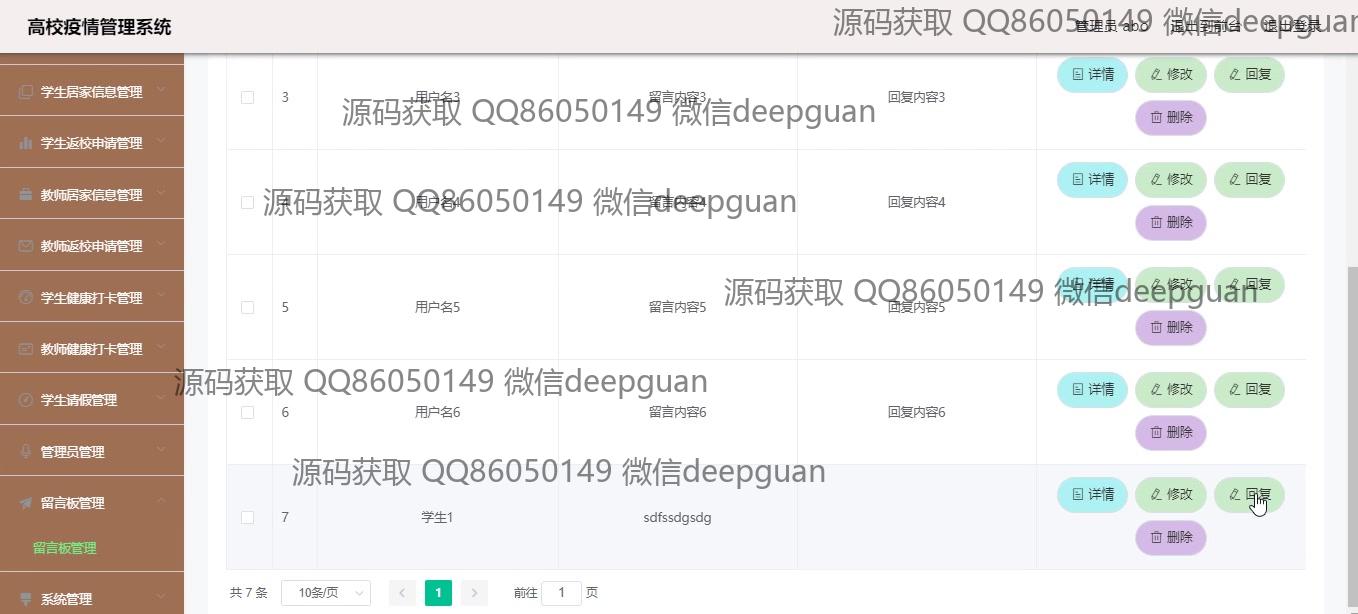 高校疫情管理系统
源码获取 QQ86050149 微信deepguan
管理员 abo 退出到前台 退出登录
学生居家信息管理
学生返校申请管理
教师居家信息管理
教师返校申请管理
学生健康打卡管理
教师健康打卡管理
学生请假管理
管理员管理
留言板管理
留言板管理
系统管理
3 用户名3 留言内容3 回复内容3 详情 修改 回复
删除
源码获取 QQ86050149 微信deepguan
4 用户名4 留言内容4 回复内容4 详情 修改 回复
删除
源码获取 QQ86050149 微信deepguan
5 用户名5 留言内容5 回复内容5 详情 修改 回复
删除
源码获取 QQ86050149 微信deepguan
6 用户名6 留言内容6 回复内容6 详情 修改 回复
删除
源码获取 QQ86050149 微信deepguan
7 学生1 sdfssdgsdg 详情 修改 回复
删除
源码获取 QQ86050149 微信deepguan
共 7 条 10条/页 1 前往 1 页